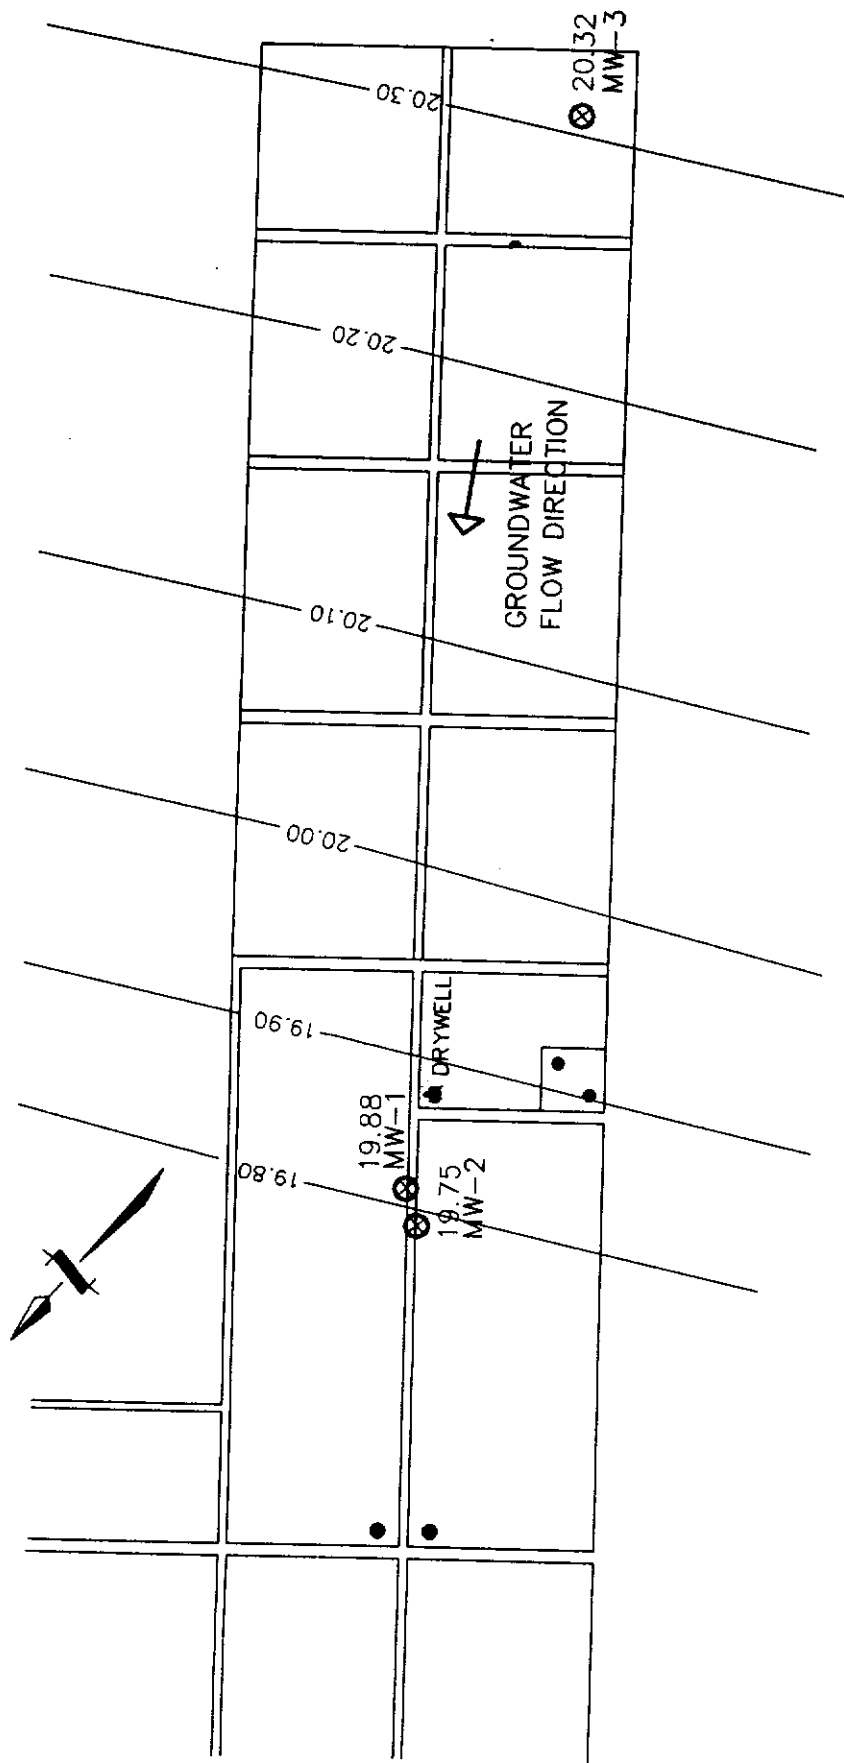 20.32
MW-3
20.30
20.20
GROUNDWATER
FLOW DIRECTION
20.10
20.00
19.90
DRYWELL
19.88
MW-1
19.80
19.75
MW-2